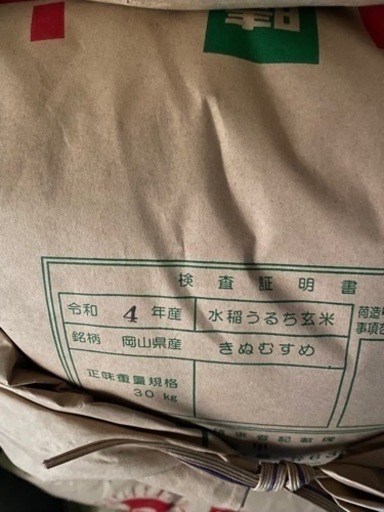 検査証明書
令和 4 年産 水稲うるち玄米
銘柄 岡山県産 きぬむすめ
正味重量規格
30 kg